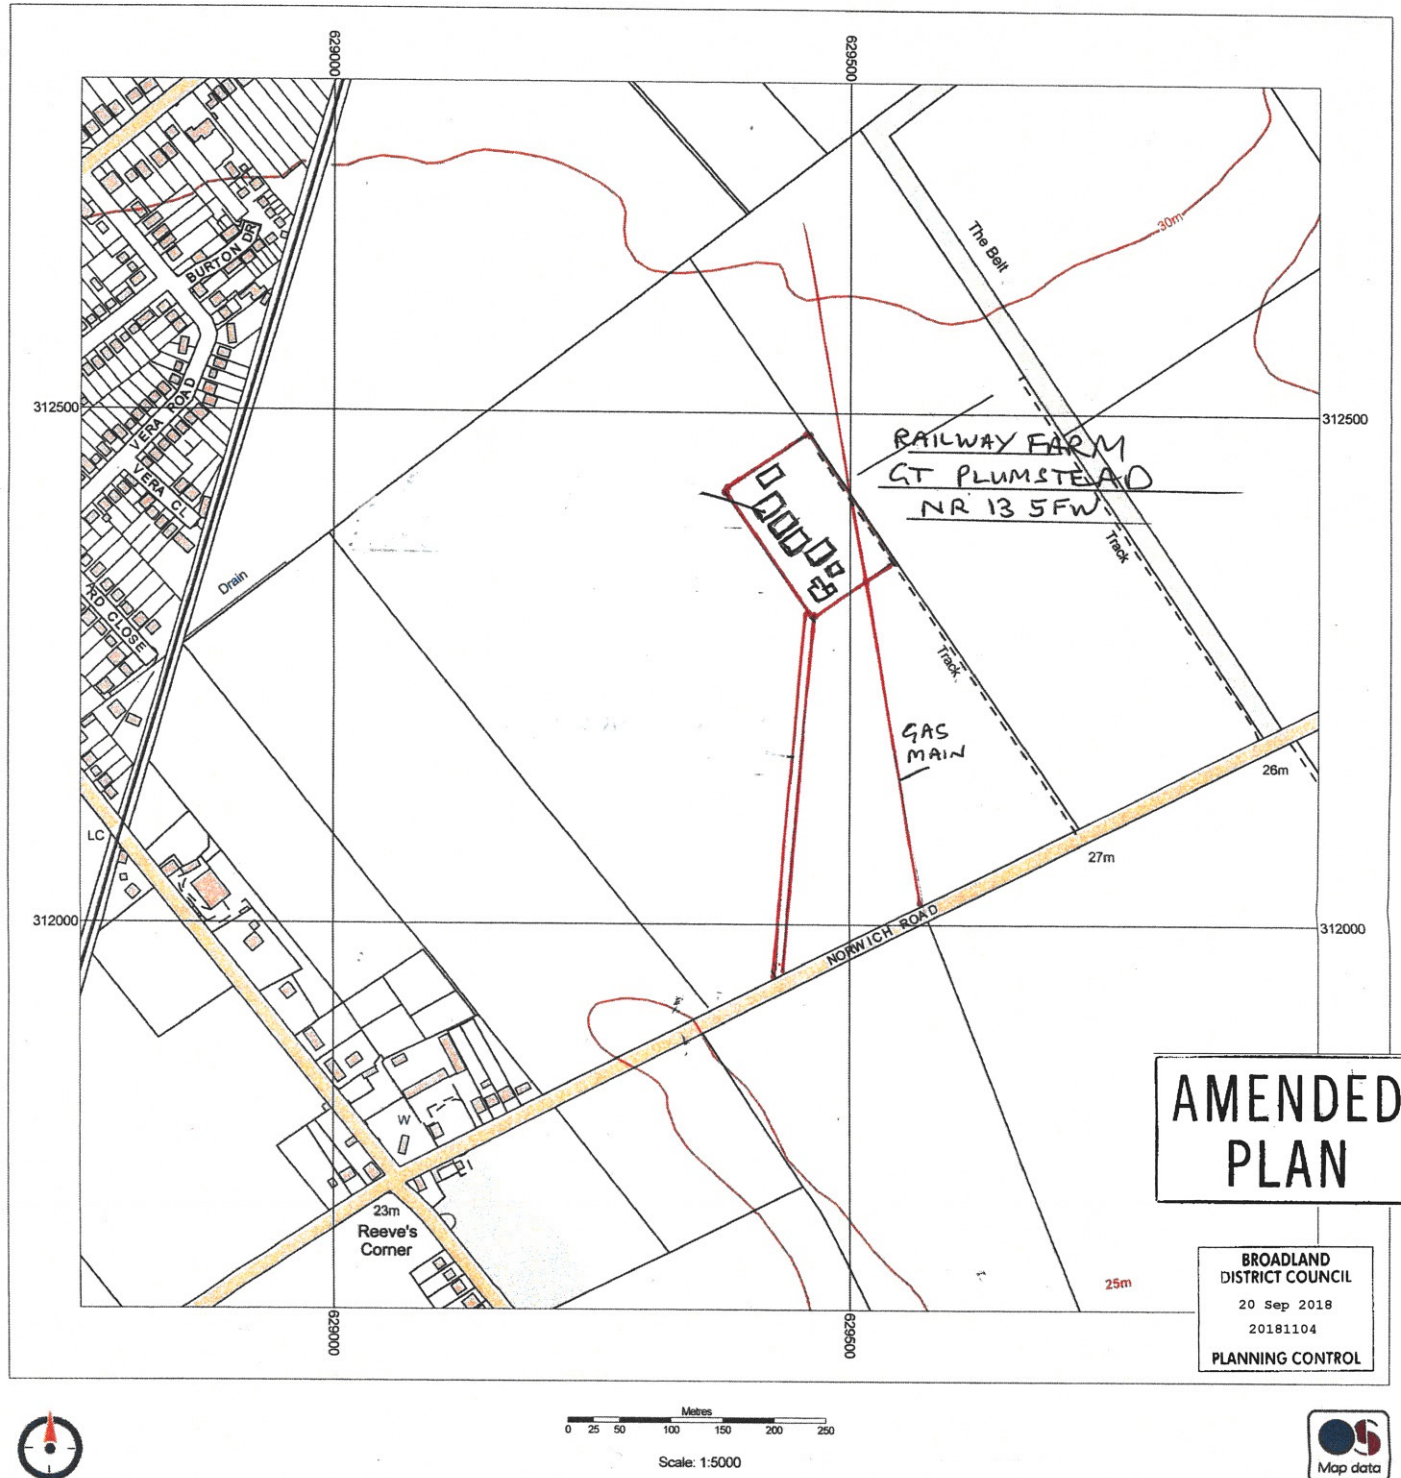 629000
629500
The Belt
30m
BURTON DR
312500
312500
VERA ROAD
RAILWAY FARM
GT PLUMSTEAD
NR 13 5FW
VERA CL
Track
Drain
RD CLOSE
Track
GAS
MAIN
26m
LC
27m
312000
NORWICH ROAD
312000
AMENDED
PLAN
W
23m
Reeve's
Corner
25m
BROADLAND
DISTRICT COUNCIL
20 Sep 2018
20181104
PLANNING CONTROL
629000
629500
Metres
0 25 50 100 150 200 250
Scale: 1:5000
OS
Map data